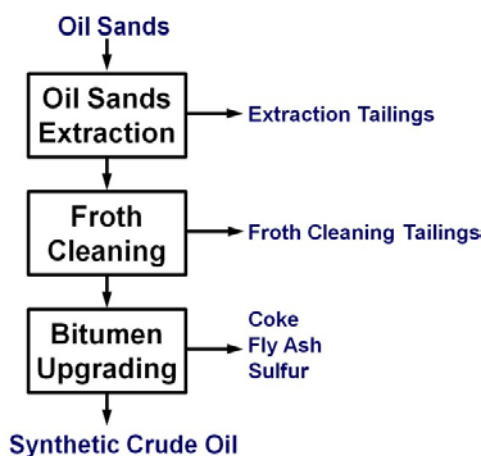 Oil Sands
Oil Sands
Extraction
Extraction Tailings
Froth
Cleaning
Froth Cleaning Tailings
Bitumen
Upgrading
Coke
Fly Ash
Sulfur
Synthetic Crude Oil